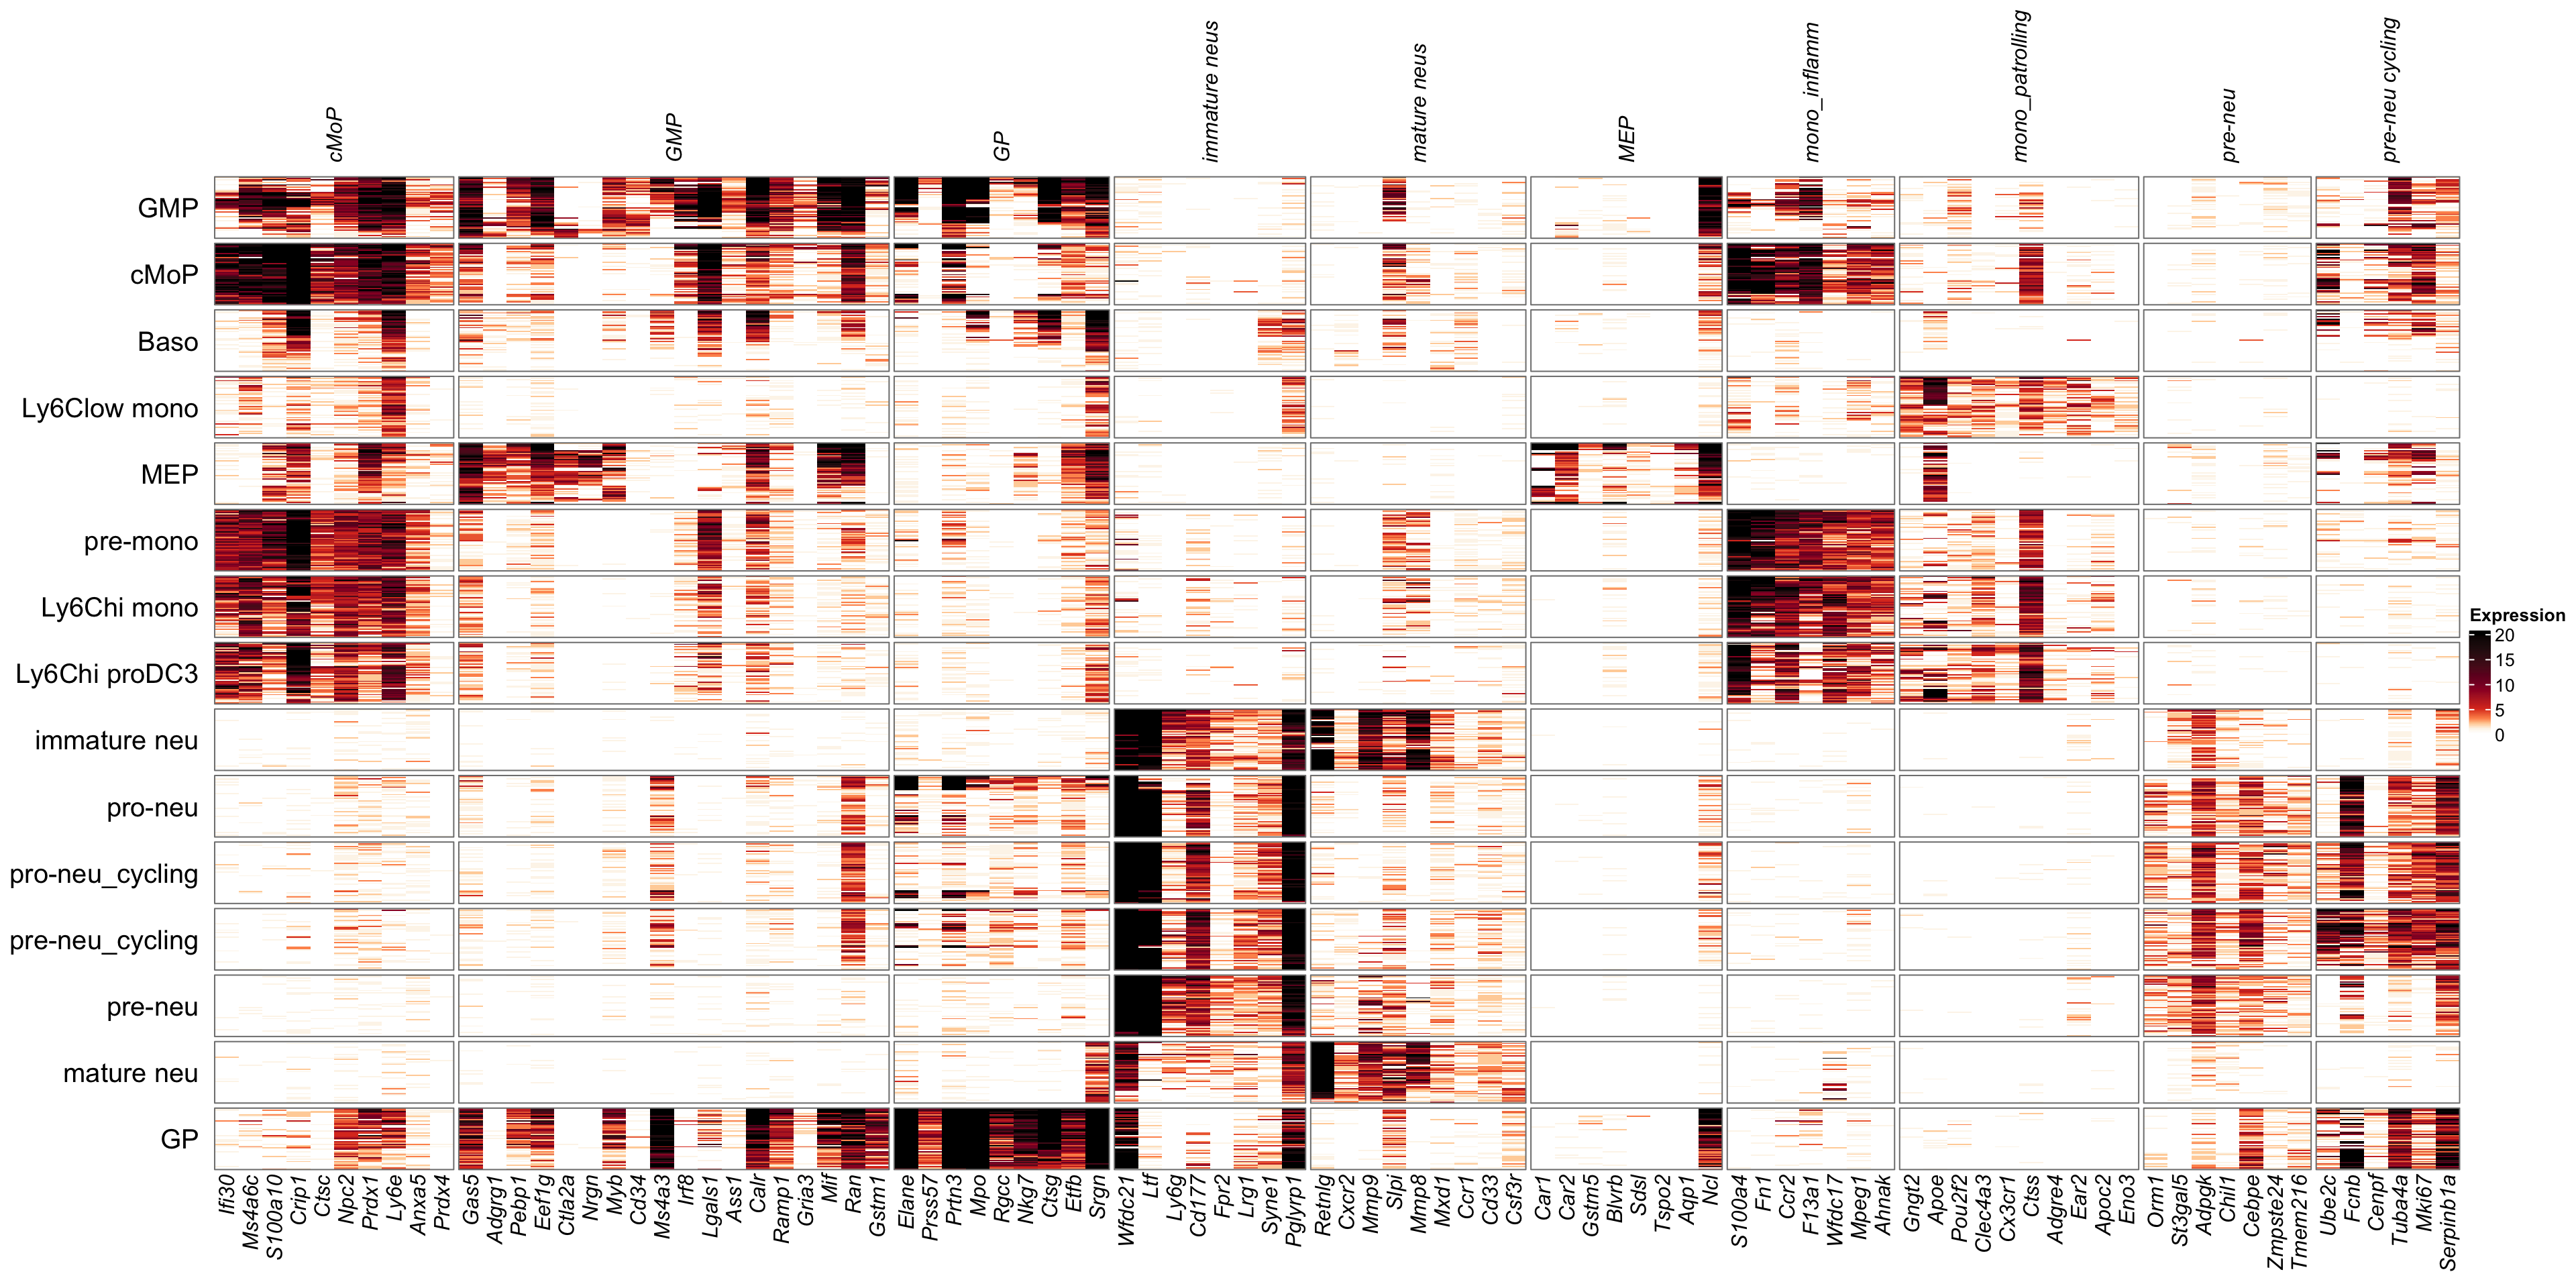 cMoP
GMP
GP
immature neus
mature neus
MEP
mono_inflamm
mono_patrolling
pre-neu
pre-neu cycling
GMP
cMoP
Baso
Ly6Clow mono
MEP
pre-mono
Ly6Chi mono
Ly6Chi proDC3
immature neu
pro-neu
pro-neu_cycling
pre-neu_cycling
pre-neu
mature neu
GP
Expression
20
15
10
5
0
Ifi30
Ms4a6c
S100a10
Crip1
Ctsc
Npc2
Prdx1
Ly6e
Anxa5
Prdx4
Gas5
Adgrg1
Pebp1
Eef1g
Ctla2a
Nrgn
Myb
Cd34
Ms4a3
Irf8
Lgals1
Ass1
Calr
Ramp1
Gria3
Mif
Ran
Gstm1
Elane
Prss57
Prtn3
Mpo
Rgcc
Nkg7
Ctsg
Etfb
Srgn
Wfdc21
Ltf
Ly6g
Cd177
Fpr2
Lrg1
Syne1
Pglyrp1
Retnlg
Cxcr2
Mmp9
Slpi
Mmp8
Mxd1
Ccr1
Cd33
Csf3r
Car1
Car2
Gstm5
Blvrb
Sdsl
Tspo2
Aqp1
Ncl
S100a4
Fn1
Ccr2
F13a1
Wfdc17
Mpeg1
Ahnak
Gngt2
Apoe
Pou2f2
Clec4a3
Cx3cr1
Ctss
Adgre4
Ear2
Apoc2
Eno3
Orm1
St3gal5
Adpgk
Chil1
Cebpe
Zmpste24
Tmem216
Ube2c
Fcnb
Cenpf
Tuba4a
Mki67
Serpinb1a